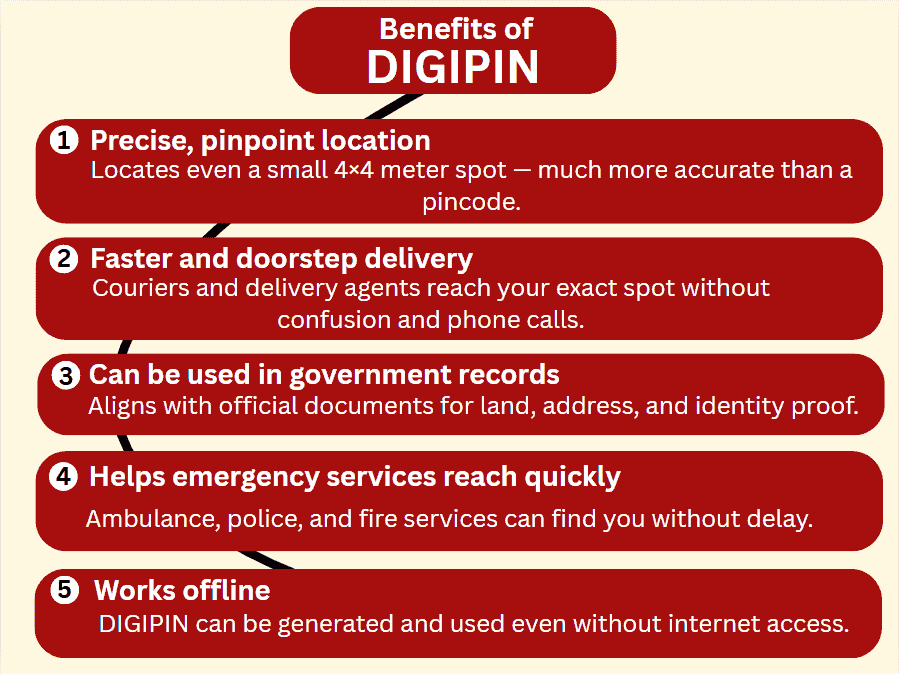 Benefits of
DIGIPIN
1 Precise, pinpoint location
Locates even a small 4×4 meter spot — much more accurate than a
pincode.
2 Faster and doorstep delivery
Couriers and delivery agents reach your exact spot without
confusion and phone calls.
3 Can be used in government records
Aligns with official documents for land, address, and identity proof.
4 Helps emergency services reach quickly
Ambulance, police, and fire services can find you without delay.
5 Works offline
DIGIPIN can be generated and used even without internet access.